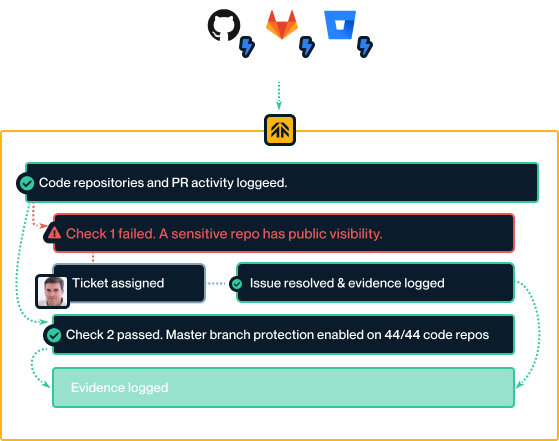 Code repositories and PR activity loggeed.
Check 1 failed. A sensitive repo has public visibility.
Ticket assigned
Issue resolved & evidence logged
Check 2 passed. Master branch protection enabled on 44/44 code repos
Evidence logged